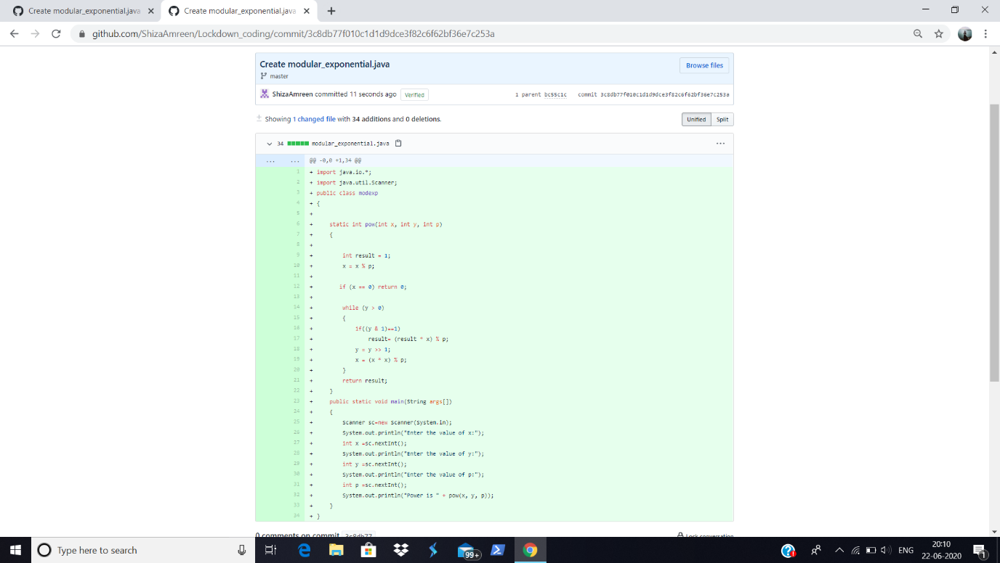 Create modular_exponential.java
Create modular_exponential.java
github.com/ShizaAmreen/Lockdown_coding/commit/3c8db77f010c1d1d9dce3f82c6f62bf36e7c253a
Create modular_exponential.java
Browse files
master
ShizaAmreen committed 11 seconds ago Verified
1 parent bc55c1c commit 3c8db77f010c1d1d9dce3f82c6f62bf36e7c253a
Showing 1 changed file with 34 additions and 0 deletions.
Unified Split
34 modular_exponential.java
... ... @@ -0,0 +1,34 @@
1 + import java.io.*;
2 + import java.util.Scanner;
3 + public class modexp
4 + {
5 +
6 + static int pow(int x, int y, int p)
7 + {
8 +
9 + int result = 1;
10 + x = x % p;
11 +
12 + if (x == 0) return 0;
13 +
14 + while (y > 0)
15 + {
16 + if((y & 1)==1)
17 + result= (result * x) % p;
18 + y = y >> 1;
19 + x = (x * x) % p;
20 + }
21 + return result;
22 + }
23 + public static void main(String args[])
24 + {
25 + Scanner sc=new Scanner(System.in);
26 + System.out.println("Enter the value of x:");
27 + int x =sc.nextInt();
28 + System.out.println("Enter the value of y:");
29 + int y =sc.nextInt();
30 + System.out.println("Enter the value of p:");
31 + int p =sc.nextInt();
32 + System.out.println("Power is " + pow(x, y, p));
33 + }
34 + }
0 comments on commit 3c8db77
Lock conversation
Type here to search
99+
ENG
20:10
22-06-2020
1